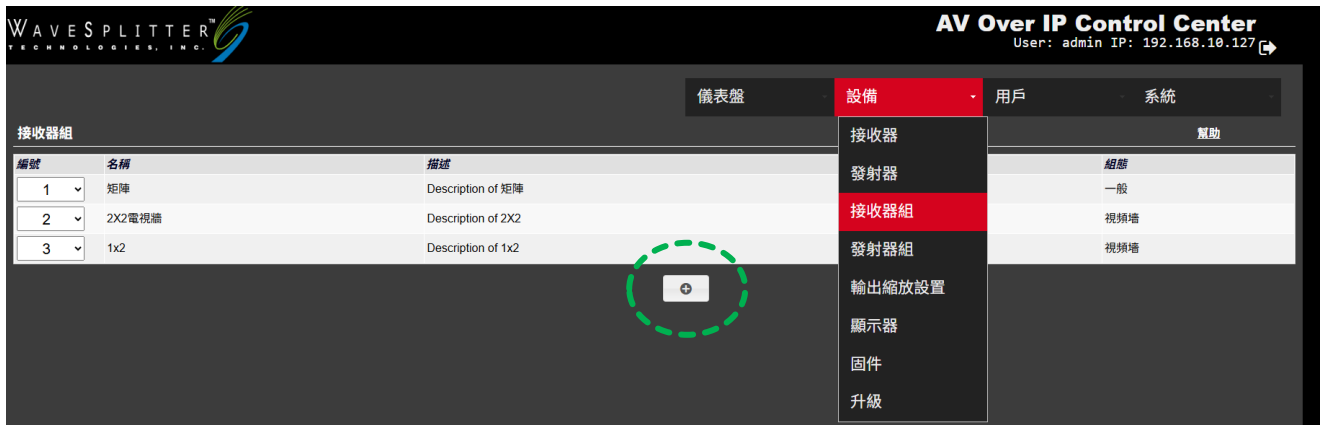 WAVESPLITTER™
TECHNOLOGIES, INC.
AV Over IP Control Center
User: admin IP: 192.168.10.127
儀表盤 設備 用戶 系統
接收器組 幫助
編號 名稱 描述 組態
1 矩陣 Description of 矩陣 一般
2 2X2電視牆 Description of 2X2 視頻墻
3 1x2 Description of 1x2 視頻墻
接收器
發射器
接收器組
發射器組
輸出縮放設置
顯示器
固件
升級